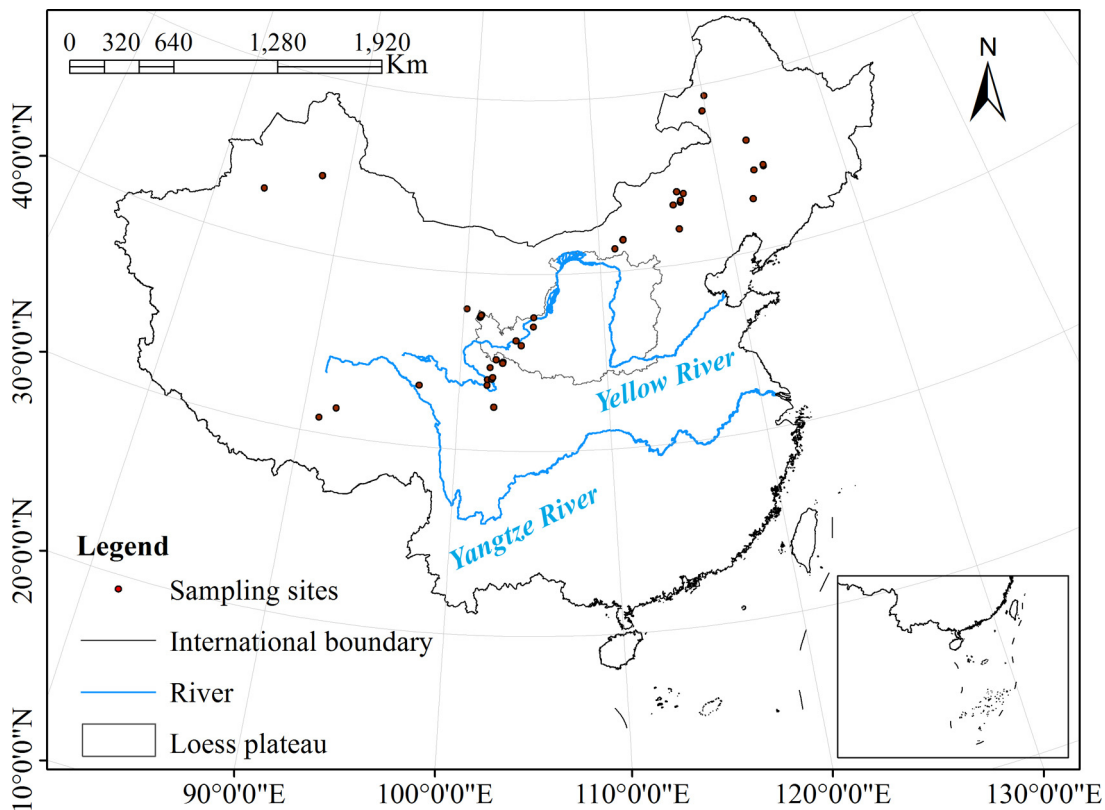 0 320 640 1,280 1,920
Km
N
40°0'0"N
30°0'0"N
20°0'0"N
10°0'0"N
Yellow River
Yangtze River
Legend
Sampling sites
International boundary
River
Loess plateau
90°0'0"E 100°0'0"E 110°0'0"E 120°0'0"E 130°0'0"E